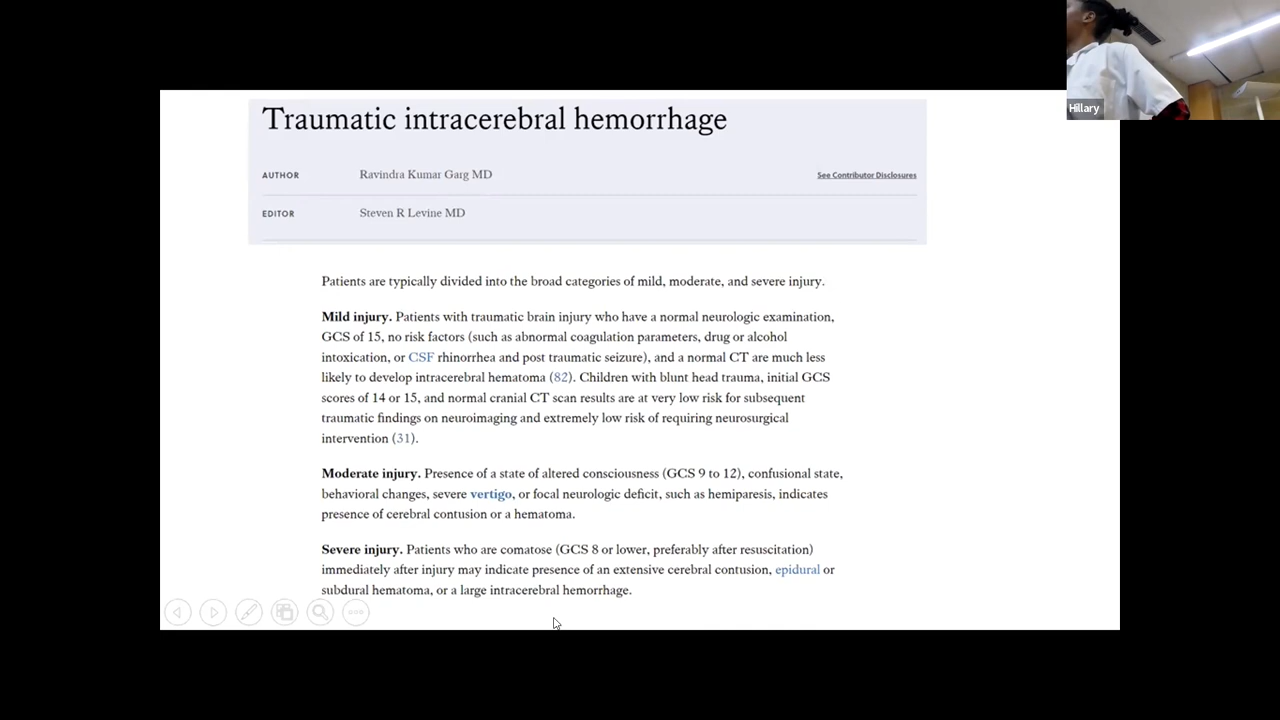 Traumatic intracerebral hemorrhage
AUTHOR Ravindra Kumar Garg MD See Contributor Disclosures
EDITOR Steven R Levine MD
Hillary
Patients are typically divided into the broad categories of mild, moderate, and severe injury.
Mild injury. Patients with traumatic brain injury who have a normal neurologic examination,
GCS of 15, no risk factors (such as abnormal coagulation parameters, drug or alcohol
intoxication, or CSF rhinorrhea and post traumatic seizure), and a normal CT are much less
likely to develop intracerebral hematoma (82). Children with blunt head trauma, initial GCS
scores of 14 or 15, and normal cranial CT scan results are at very low risk for subsequent
traumatic findings on neuroimaging and extremely low risk of requiring neurosurgical
intervention (31).
Moderate injury. Presence of a state of altered consciousness (GCS 9 to 12), confusional state,
behavioral changes, severe vertigo, or focal neurologic deficit, such as hemiparesis, indicates
presence of cerebral contusion or a hematoma.
Severe injury. Patients who are comatose (GCS 8 or lower, preferably after resuscitation)
immediately after injury may indicate presence of an extensive cerebral contusion, epidural or
subdural hematoma, or a large intracerebral hemorrhage.